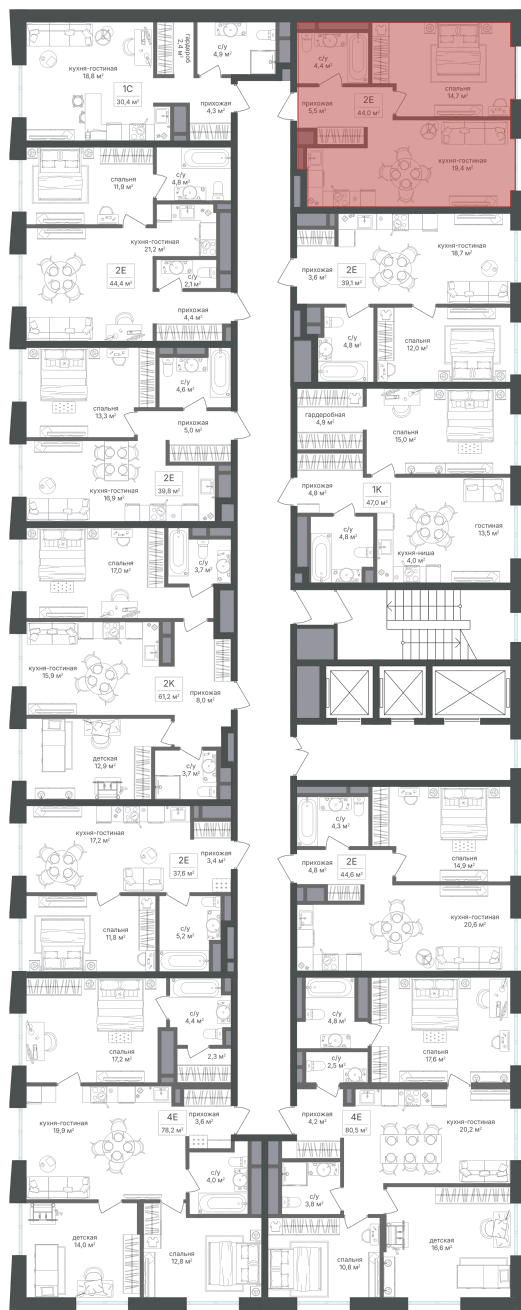 кухня-гостиная
18,8 м²
гардероб
2,4 м²
с/у
4,9 м²
1С
30,4 м²
прихожая
4,3 м²
с/у
4,4 м²
спальня
14,7 м²
прихожая
5,5 м²
2Е
44,0 м²
кухня-гостиная
19,4 м²
спальня
11,9 м²
с/у
4,8 м²
кухня-гостиная
21,2 м²
2Е
44,4 м²
с/у
2,1 м²
прихожая
4,4 м²
прихожая
3,6 м²
2Е
39,1 м²
кухня-гостиная
18,7 м²
с/у
4,8 м²
спальня
12,0 м²
спальня
13,3 м²
с/у
4,6 м²
прихожая
5,0 м²
кухня-гостиная
16,9 м²
2Е
39,8 м²
гардеробная
4,9 м²
спальня
15,0 м²
прихожая
4,8 м²
1К
47,0 м²
гостиная
13,5 м²
с/у
4,8 м²
кухня-ниша
4,0 м²
спальня
17,0 м²
с/у
3,7 м²
кухня-гостиная
15,9 м²
2К
61,2 м²
прихожая
8,0 м²
детская
12,9 м²
с/у
3,7 м²
кухня-гостиная
17,2 м²
2Е
37,6 м²
прихожая
3,4 м²
спальня
11,8 м²
с/у
5,2 м²
с/у
4,3 м²
спальня
14,9 м²
прихожая
4,8 м²
2Е
44,6 м²
кухня-гостиная
20,6 м²
спальня
17,2 м²
с/у
4,4 м²
2,3 м²
с/у
4,8 м²
спальня
17,6 м²
с/у
2,5 м²
кухня-гостиная
19,9 м²
4Е
78,2 м²
прихожая
3,6 м²
с/у
4,0 м²
детская
14,0 м²
спальня
12,8 м²
прихожая
4,2 м²
4Е
80,5 м²
кухня-гостиная
20,2 м²
с/у
3,8 м²
спальня
10,8 м²
детская
16,6 м²